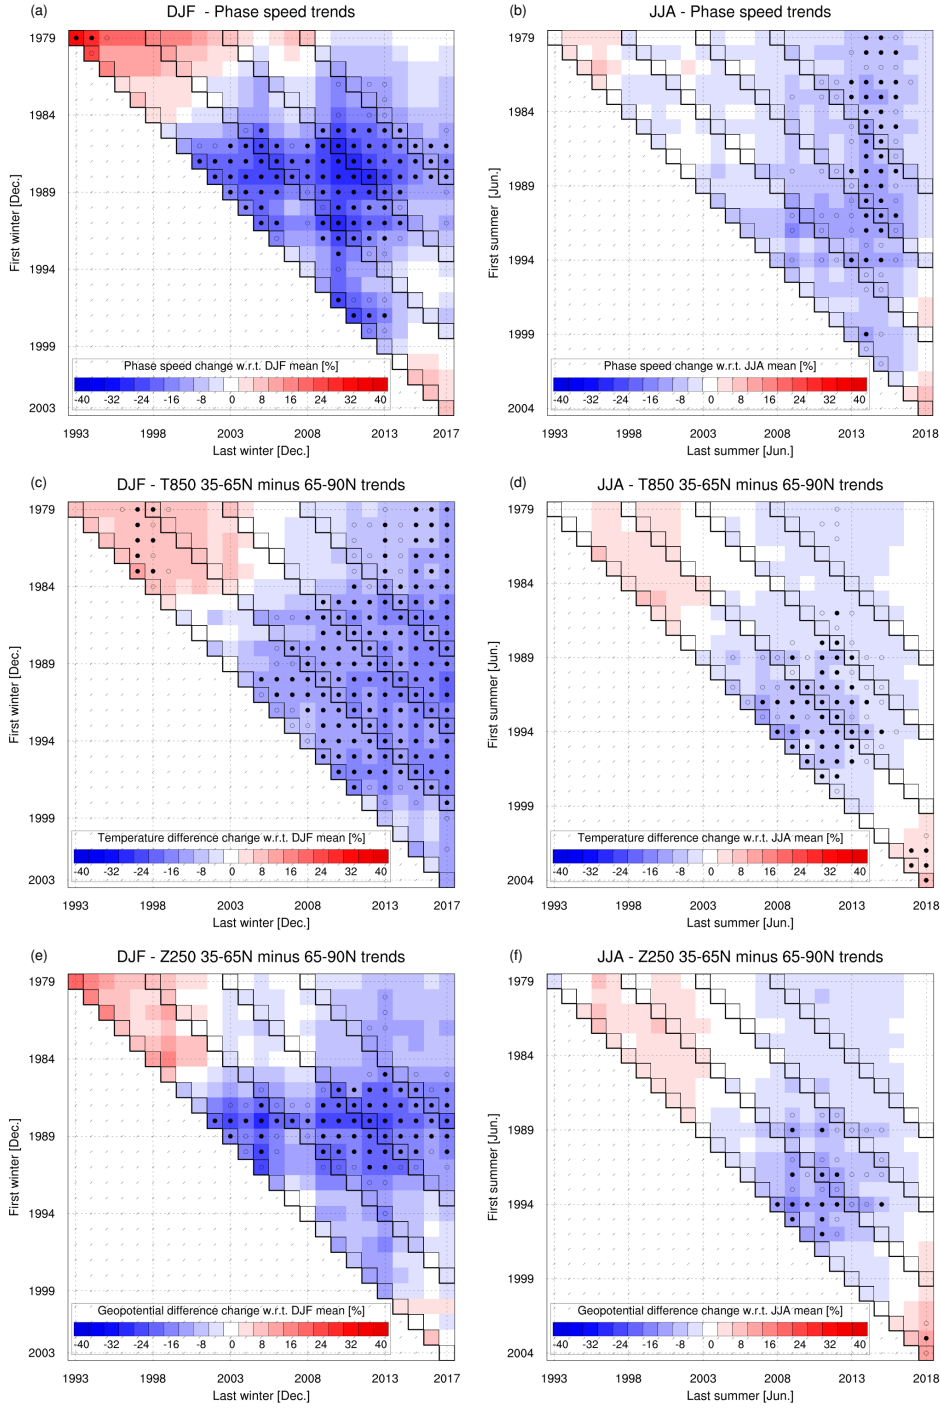 (a) DJF - Phase speed trends
1979
1984
1989
1994
1999
2003
First winter [Dec.]
Phase speed change w.r.t. DJF mean [%]
-40 -32 -24 -16 -8 0 8 16 24 32 40
1993 1998 2003 2008 2013 2017
Last winter [Dec.]
(b) JJA - Phase speed trends
1979
1984
1989
1994
1999
2004
First summer [Jun.]
Phase speed change w.r.t. JJA mean [%]
-40 -32 -24 -16 -8 0 8 16 24 32 40
1993 1998 2003 2008 2013 2018
Last summer [Jun.]
(c) DJF - T850 35-65N minus 65-90N trends
1979
1984
1989
1994
1999
2003
First winter [Dec.]
Temperature difference change w.r.t. DJF mean [%]
-40 -32 -24 -16 -8 0 8 16 24 32 40
1993 1998 2003 2008 2013 2017
Last winter [Dec.]
(d) JJA - T850 35-65N minus 65-90N trends
1979
1984
1989
1994
1999
2004
First summer [Jun.]
Temperature difference change w.r.t. JJA mean [%]
-40 -32 -24 -16 -8 0 8 16 24 32 40
1993 1998 2003 2008 2013 2018
Last summer [Jun.]
(e) DJF - Z250 35-65N minus 65-90N trends
1979
1984
1989
1994
1999
2003
First winter [Dec.]
Geopotential difference change w.r.t. DJF mean [%]
-40 -32 -24 -16 -8 0 8 16 24 32 40
1993 1998 2003 2008 2013 2017
Last winter [Dec.]
(f) JJA - Z250 35-65N minus 65-90N trends
1979
1984
1989
1994
1999
2004
First summer [Jun.]
Geopotential difference change w.r.t. JJA mean [%]
-40 -32 -24 -16 -8 0 8 16 24 32 40
1993 1998 2003 2008 2013 2018
Last summer [Jun.]